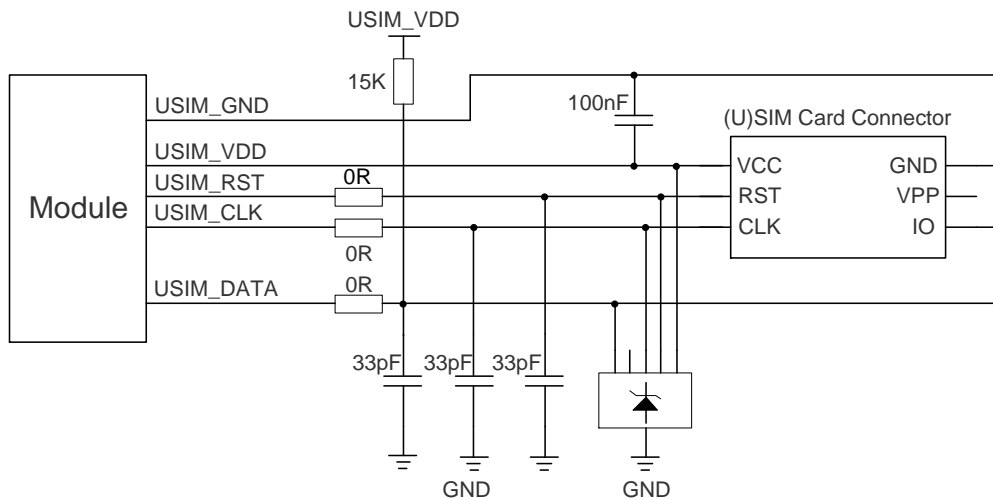 USIM_VDD
15K
100nF
(U)SIM Card Connector
USIM_GND
USIM_VDD
USIM_RST
USIM_CLK
USIM_DATA
Module
0R
0R
0R
VCC
RST
CLK
GND
VPP
IO
33pF
33pF
33pF
GND
GND